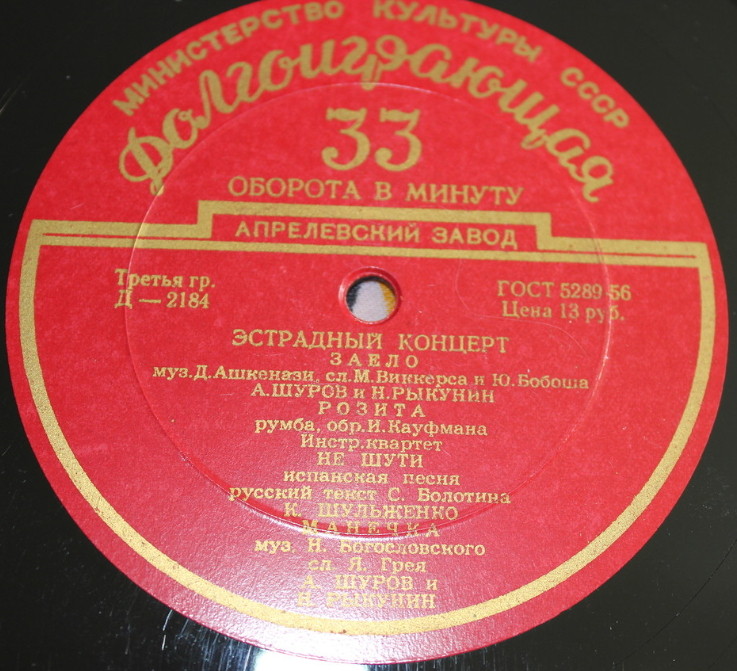 МИНИСТЕРСТВО КУЛЬТУРЫ СССР
Долгоиграющая
33
ОБОРОТА В МИНУТУ
АПРЕЛЕВСКИЙ ЗАВОД
Третья гр.
Д — 2184
ГОСТ 5289-56
Цена 13 руб.
ЭСТРАДНЫЙ КОНЦЕРТ
ЗАЕЛО
муз. Д. Ашкенази, сл. М. Виккерса и Ю. Бобоша
А. ШУРОВ и Н. РЫКУНИН
РОЗИТА
румба, обр. И. Кауфмана
Инстр. квартет
НЕ ШУТИ
испанская песня
русский текст С. Болотина
К. ШУЛЬЖЕНКО
МАНЕЧКА
муз. Н. Богословского
сл. Я. Грея
А. ШУРОВ и
Н. РЫКУНИН